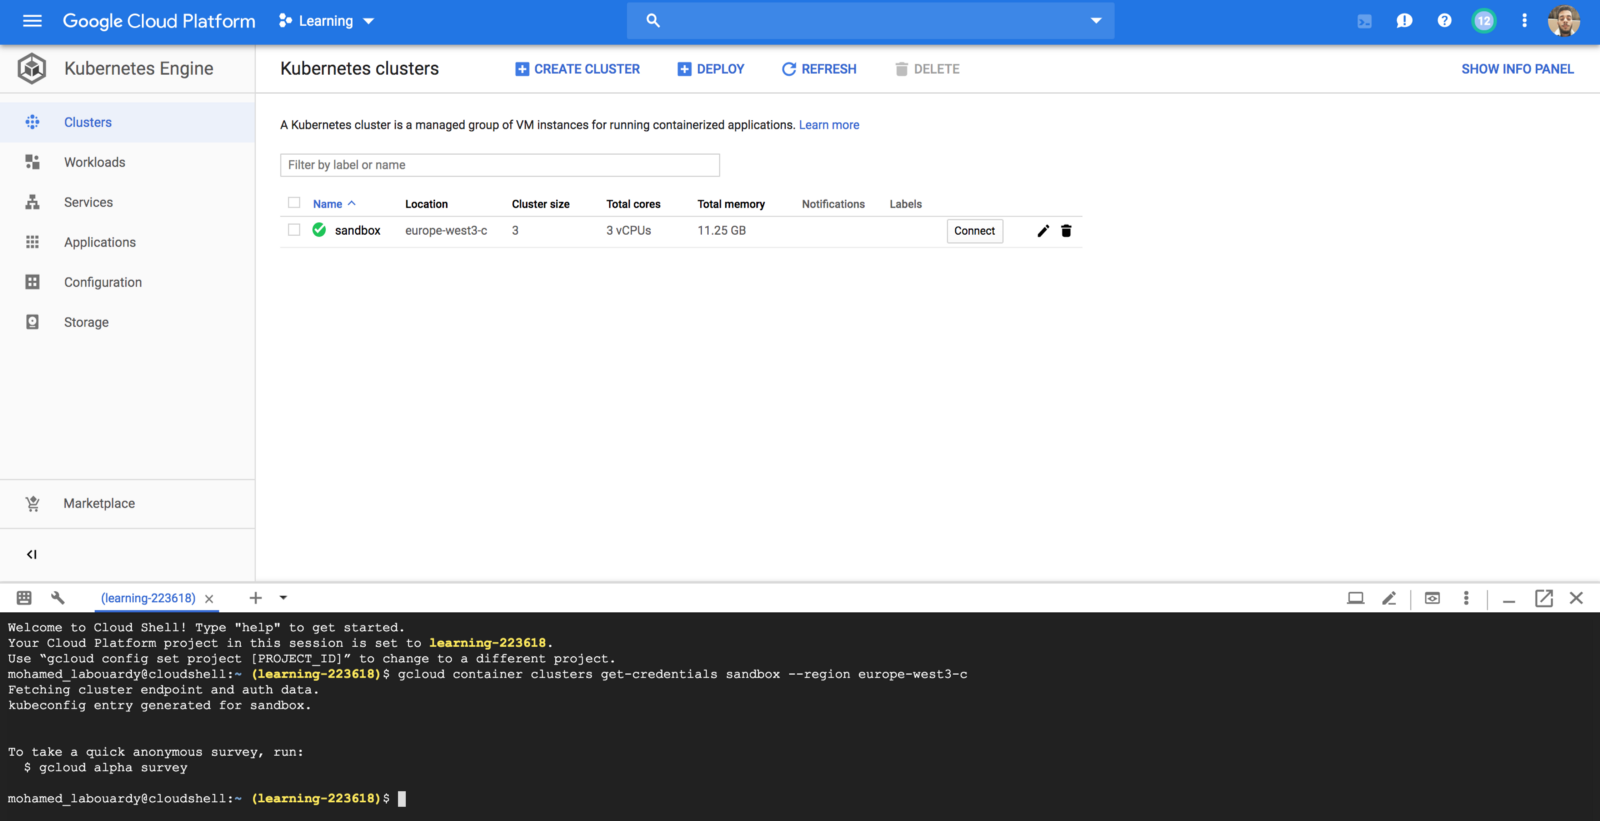 Google Cloud Platform Learning 12
Kubernetes Engine
Kubernetes clusters CREATE CLUSTER DEPLOY REFRESH DELETE SHOW INFO PANEL
Clusters
Workloads
Services
Applications
Configuration
Storage
Marketplace
A Kubernetes cluster is a managed group of VM instances for running containerized applications. Learn more
Filter by label or name
Name Location Cluster size Total cores Total memory Notifications Labels
sandbox europe-west3-c 3 3 vCPUs 11.25 GB Connect
(learning-223618)
Welcome to Cloud Shell! Type "help" to get started.
Your Cloud Platform project in this session is set to learning-223618.
Use “gcloud config set project [PROJECT_ID]” to change to a different project.
mohamed_labouardy@cloudshell:~ (learning-223618)$ gcloud container clusters get-credentials sandbox --region europe-west3-c
Fetching cluster endpoint and auth data.
kubeconfig entry generated for sandbox.
To take a quick anonymous survey, run:
$ gcloud alpha survey
mohamed_labouardy@cloudshell:~ (learning-223618)$